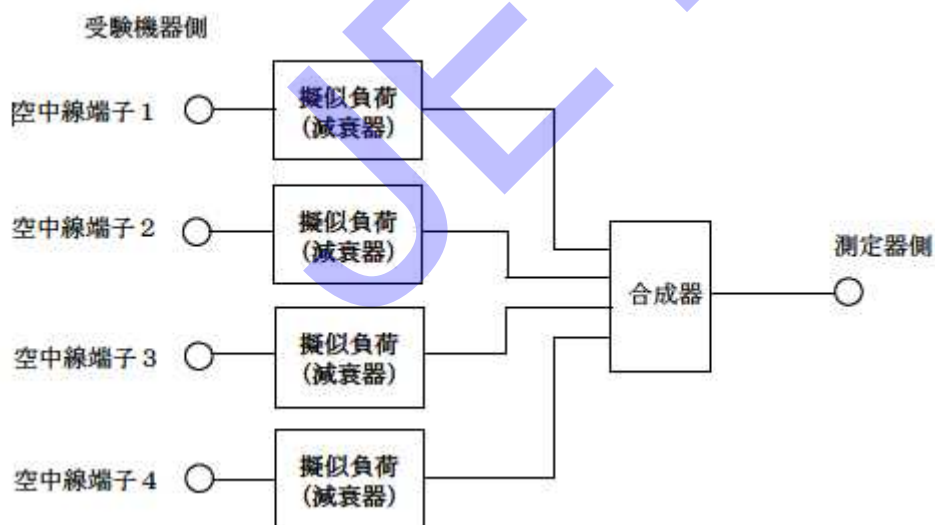 受験機器側
空中線端子1
擬似負荷
(減衰器)
空中線端子2
擬似負荷
(減衰器)
測定器側
合成器
空中線端子3
擬似負荷
(減衰器)
空中線端子4
擬似負荷
(減衰器)